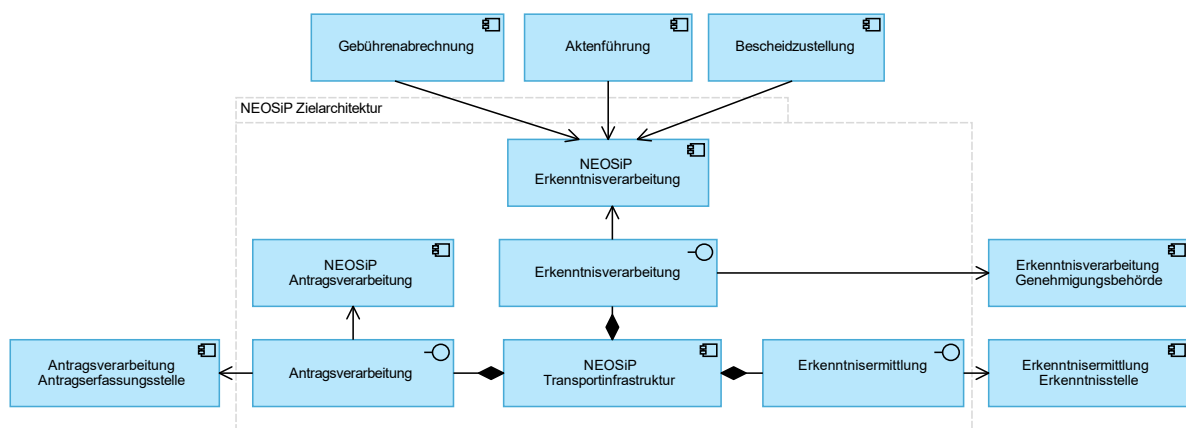 Gebührenabrechnung
Aktenführung
Bescheidzustellung
NEOSiP Zielarchitektur
NEOSiP
Erkenntnisverarbeitung
NEOSiP
Antragsverarbeitung
Erkenntnisverarbeitung
Erkenntnisverarbeitung
Genehmigungsbehörde
Antragsverarbeitung
Antragserfassungsstelle
Antragsverarbeitung
NEOSiP
Transportinfrastruktur
Erkenntnisermittlung
Erkenntnisermittlung
Erkenntnisstelle